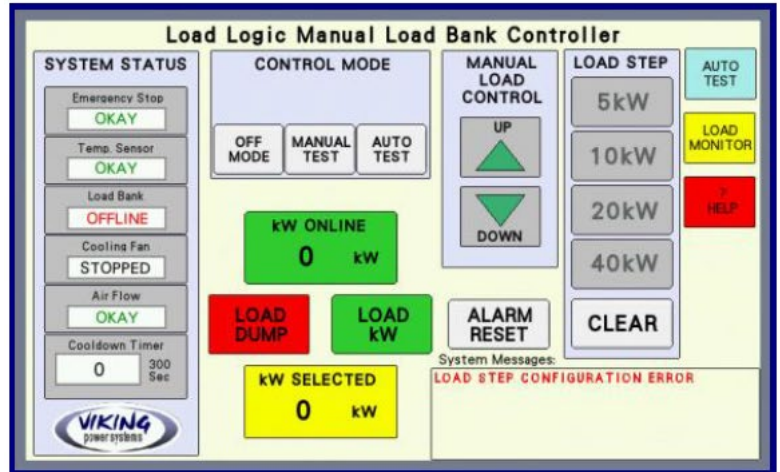 Load Logic Manual Load Bank Controller
SYSTEM STATUS
Emergency Stop
OKAY
Temp. Sensor
OKAY
Load Bank
OFFLINE
Cooling Fan
STOPPED
Air Flow
OKAY
Cooldown Timer
0
300
Sec
VIKING
power systems
CONTROL MODE
OFF
MODE
MANUAL
TEST
AUTO
TEST
kW ONLINE
0 kW
LOAD
DUMP
LOAD
kW
kW SELECTED
0 kW
MANUAL
LOAD
CONTROL
UP
DOWN
ALARM
RESET
LOAD STEP
5kW
10kW
20kW
40kW
CLEAR
AUTO
TEST
LOAD
MONITOR
?
HELP
System Messages:
LOAD STEP CONFIGURATION ERROR